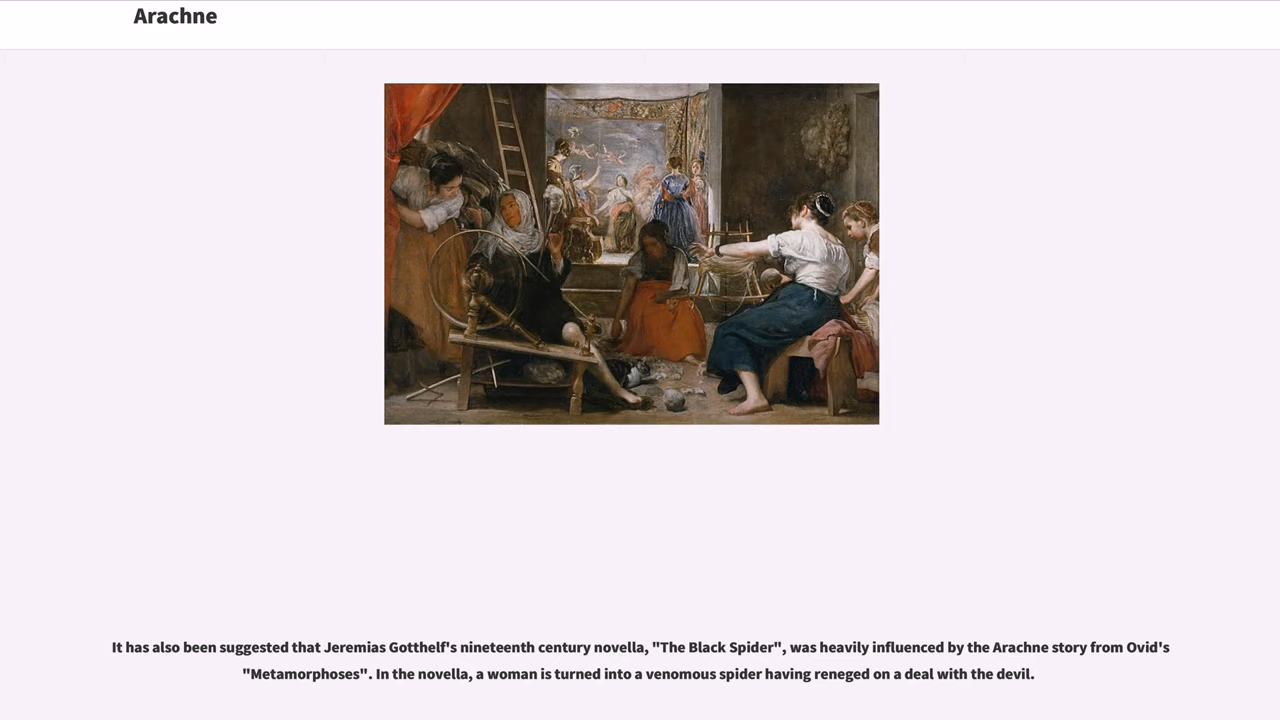 Arachne
It has also been suggested that Jeremias Gotthelf's nineteenth century novella, "The Black Spider", was heavily influenced by the Arachne story from Ovid's
"Metamorphoses". In the novella, a woman is turned into a venomous spider having reneged on a deal with the devil.